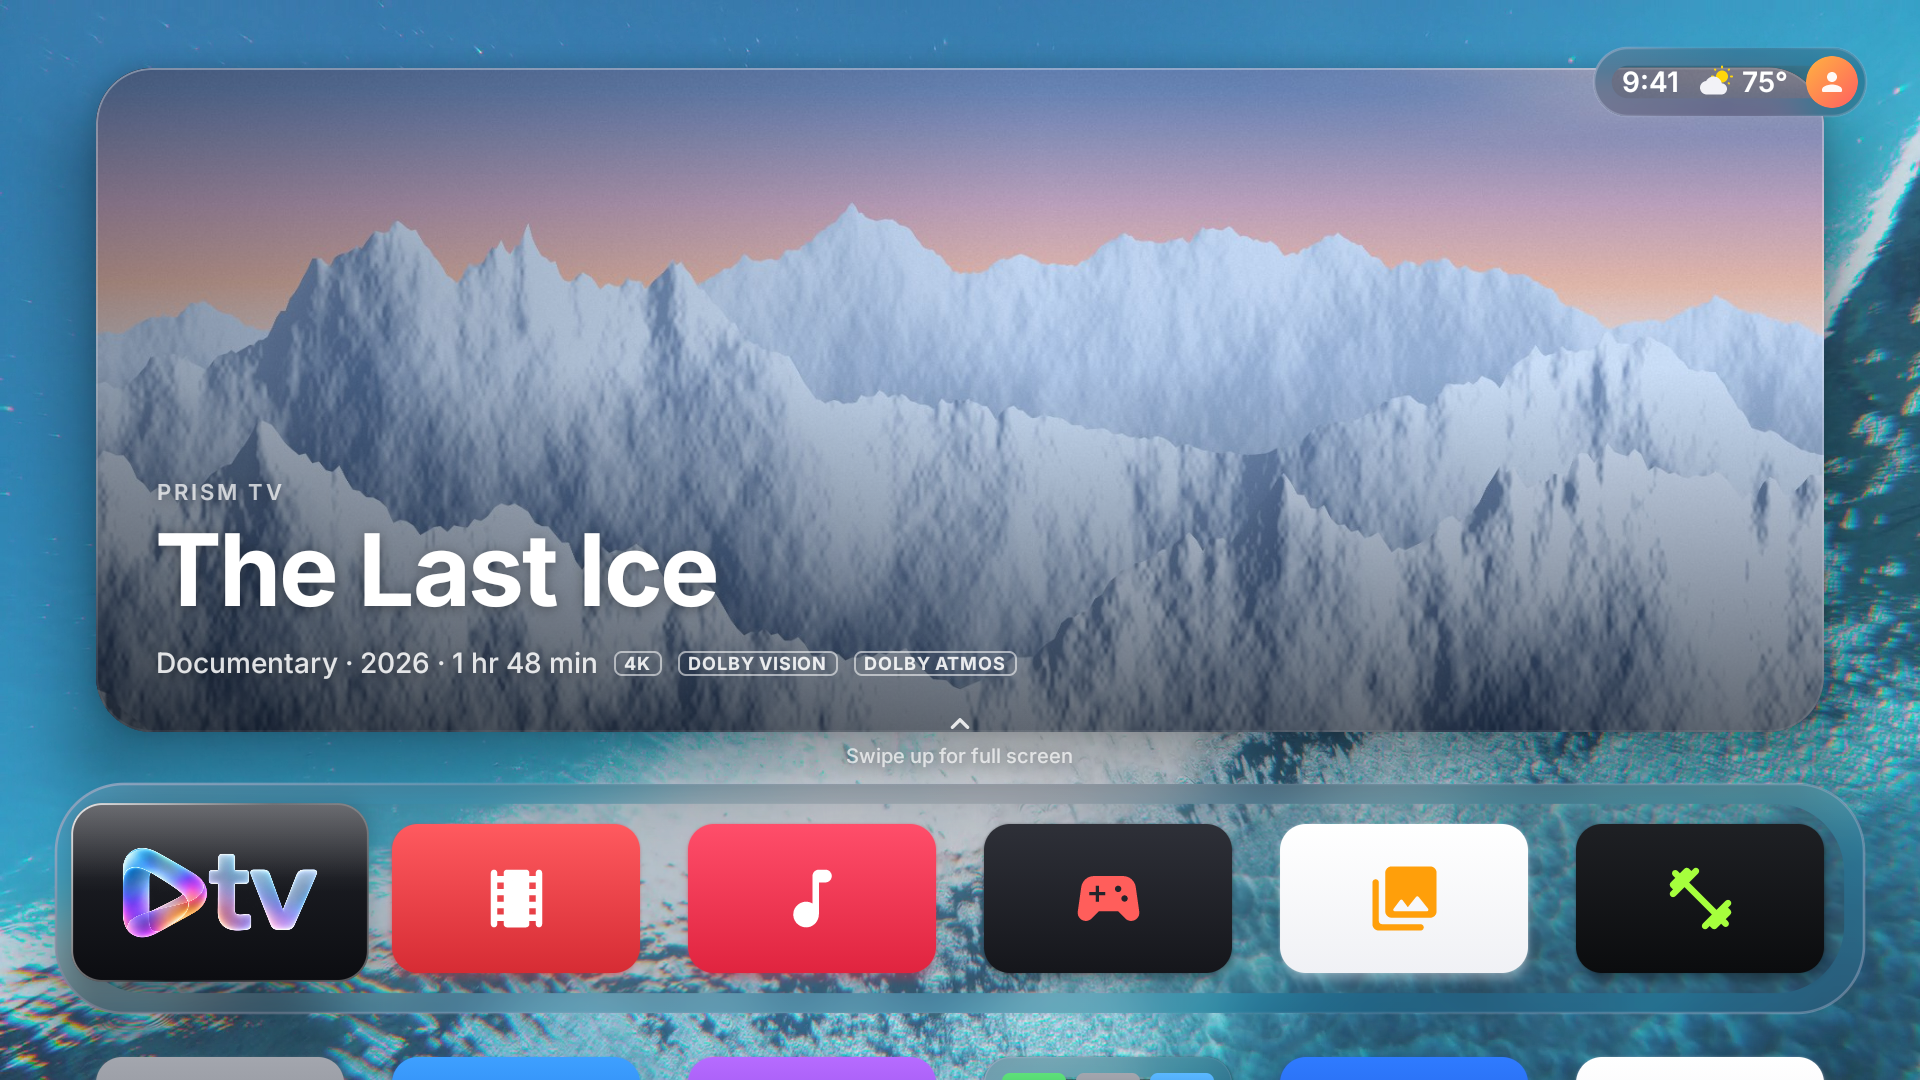 9:41 75°
PRISM TV
The Last Ice
Documentary · 2026 · 1 hr 48 min 4K DOLBY VISION DOLBY ATMOS
Swipe up for full screen
tv